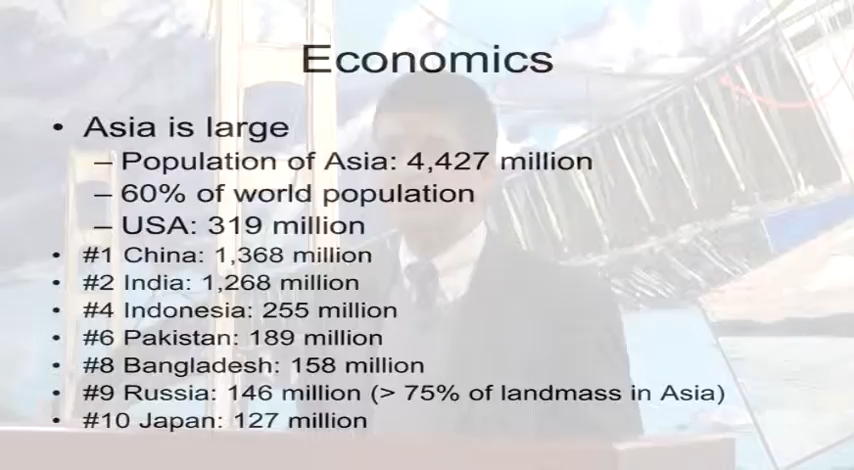 Economics
• Asia is large
– Population of Asia: 4,427 million
– 60% of world population
– USA: 319 million
• #1 China: 1,368 million
• #2 India: 1,268 million
• #4 Indonesia: 255 million
• #6 Pakistan: 189 million
• #8 Bangladesh: 158 million
• #9 Russia: 146 million (> 75% of landmass in Asia)
• #10 Japan: 127 million